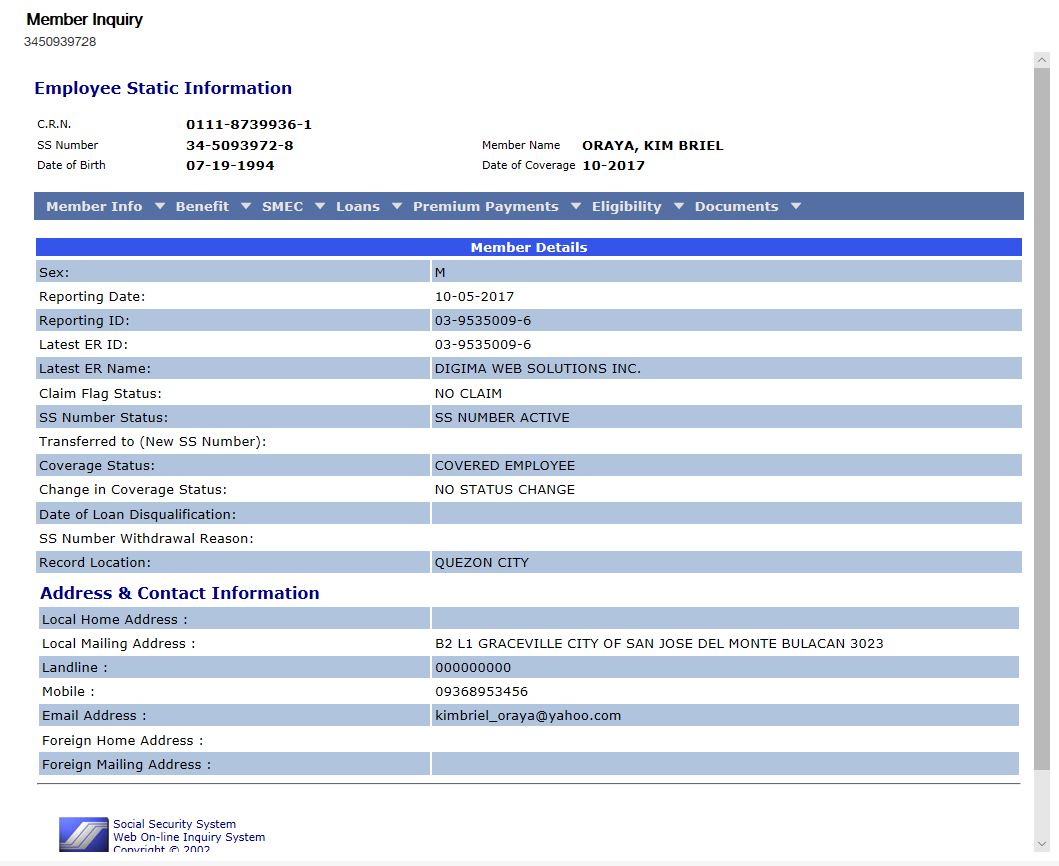 Member Inquiry
3450939728
Employee Static Information
C.R.N. 0111-8739936-1
SS Number 34-5093972-8 Member Name ORAYA, KIM BRIEL
Date of Birth 07-19-1994 Date of Coverage 10-2017
Member Info Benefit SMEC Loans Premium Payments Eligibility Documents
Member Details
Sex: M
Reporting Date: 10-05-2017
Reporting ID: 03-9535009-6
Latest ER ID: 03-9535009-6
Latest ER Name: DIGIMA WEB SOLUTIONS INC.
Claim Flag Status: NO CLAIM
SS Number Status: SS NUMBER ACTIVE
Transferred to (New SS Number):
Coverage Status: COVERED EMPLOYEE
Change in Coverage Status: NO STATUS CHANGE
Date of Loan Disqualification:
SS Number Withdrawal Reason:
Record Location: QUEZON CITY
Address & Contact Information
Local Home Address :
Local Mailing Address : B2 L1 GRACEVILLE CITY OF SAN JOSE DEL MONTE BULACAN 3023
Landline : 000000000
Mobile : 09368953456
Email Address : kimbriel_oraya@yahoo.com
Foreign Home Address :
Foreign Mailing Address :
Social Security System
Web On-line Inquiry System
Copyright © 2002